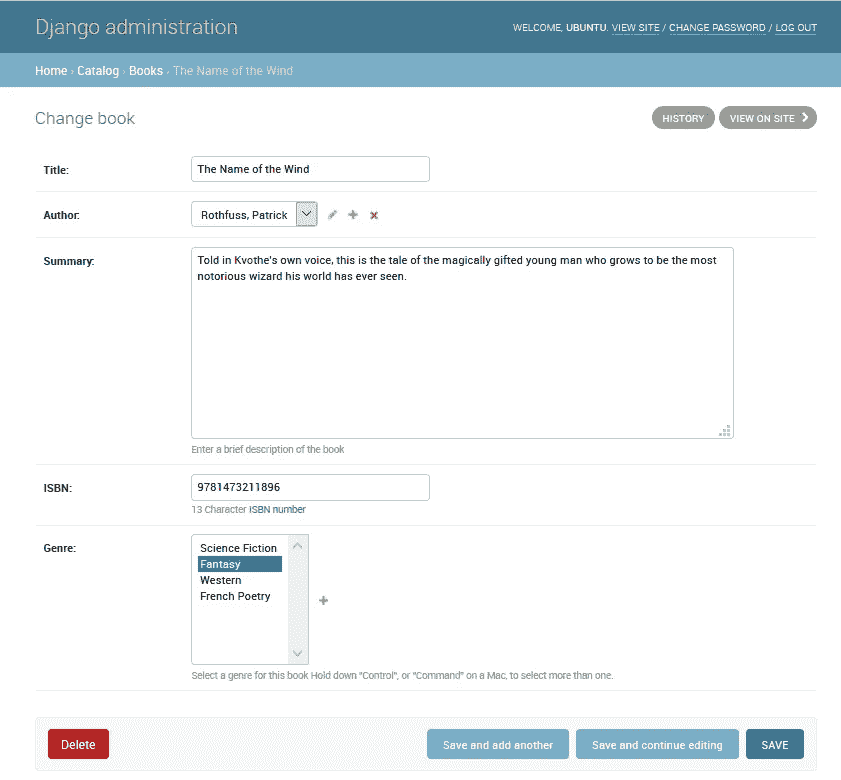 Django administration
WELCOME, UBUNTU. VIEW SITE / CHANGE PASSWORD / LOG OUT
Home › Catalog › Books › The Name of the Wind
Change book
HISTORY
VIEW ON SITE
Title:
The Name of the Wind
Author:
Rothfuss, Patrick
Summary:
Told in Kvothe's own voice, this is the tale of the magically gifted young man who grows to be the most
notorious wizard his world has ever seen.
Enter a brief description of the book
ISBN:
9781473211896
13 Character ISBN number
Genre:
Science Fiction
Fantasy
Western
French Poetry
Select a genre for this book Hold down "Control", or "Command" on a Mac, to select more than one.
Delete
Save and add another
Save and continue editing
SAVE